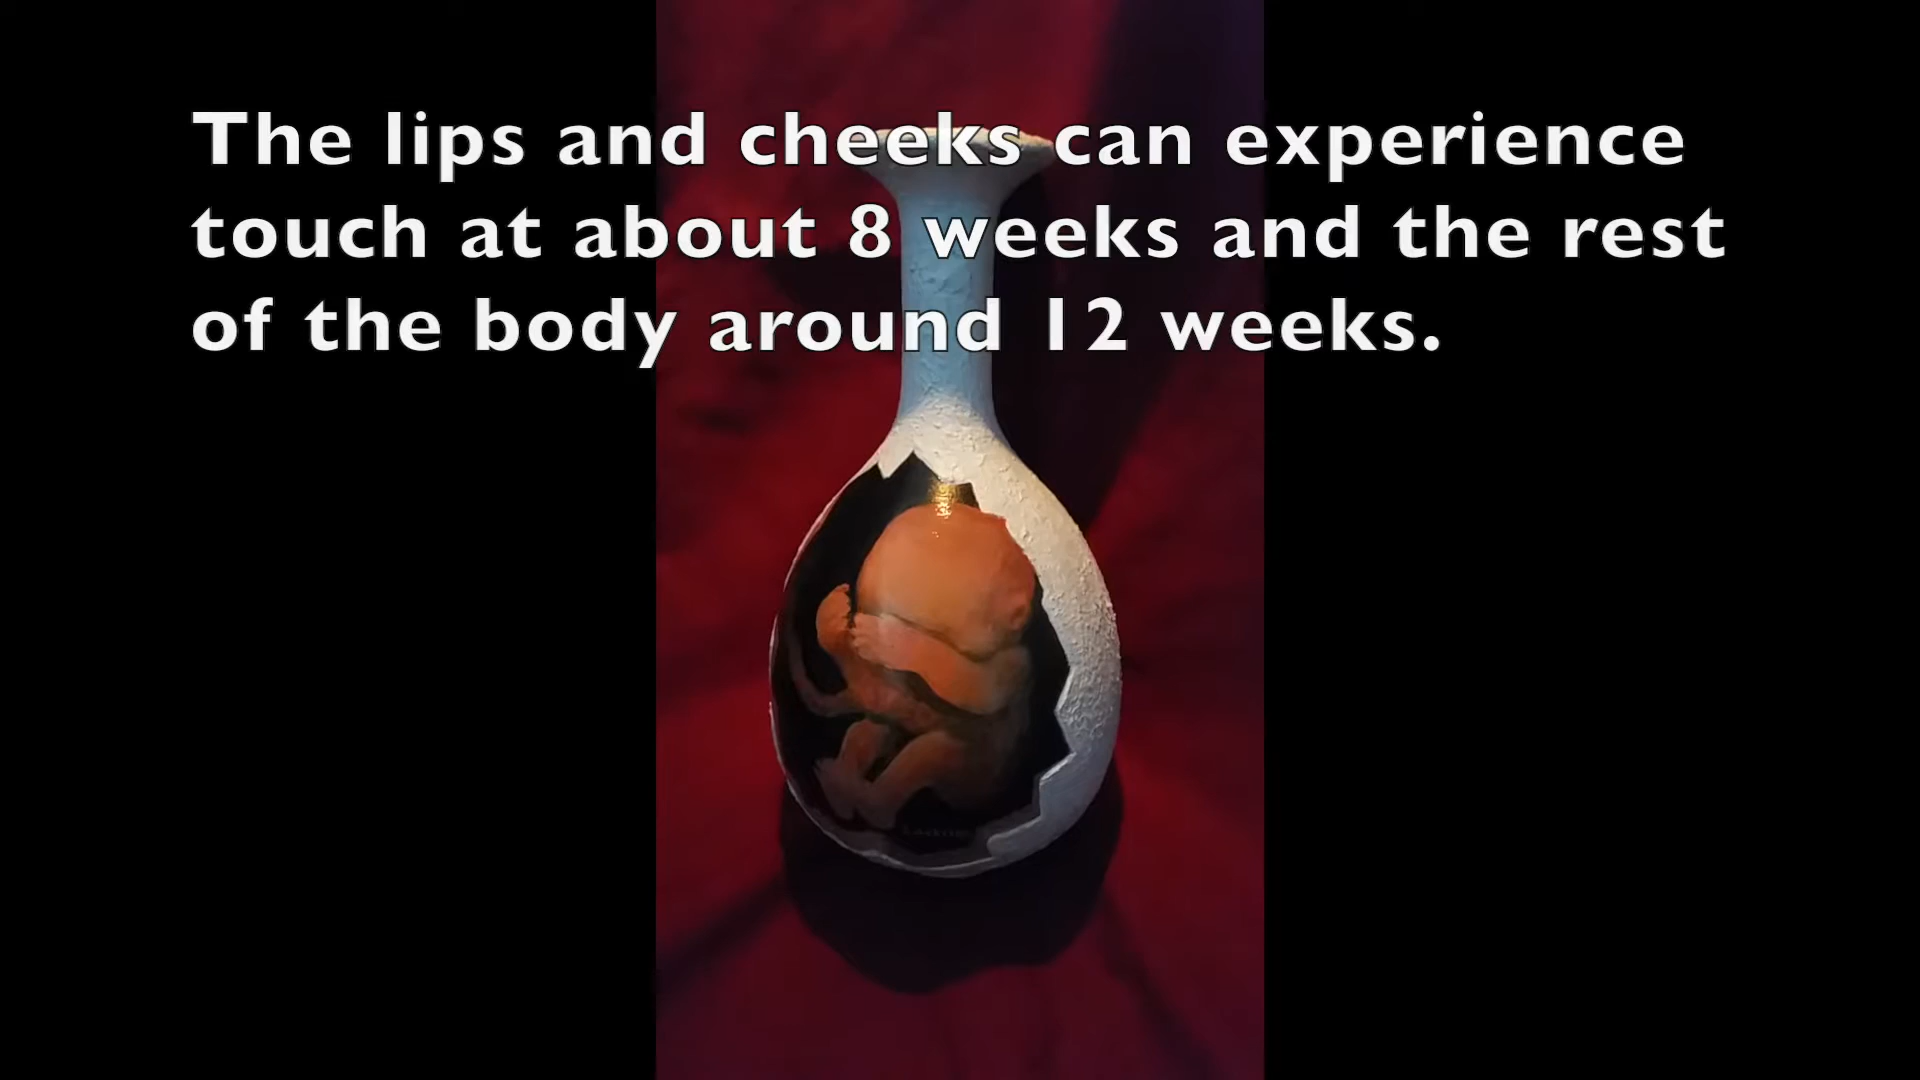 The lips and cheeks can experience
touch at about 8 weeks and the rest
of the body around 12 weeks.